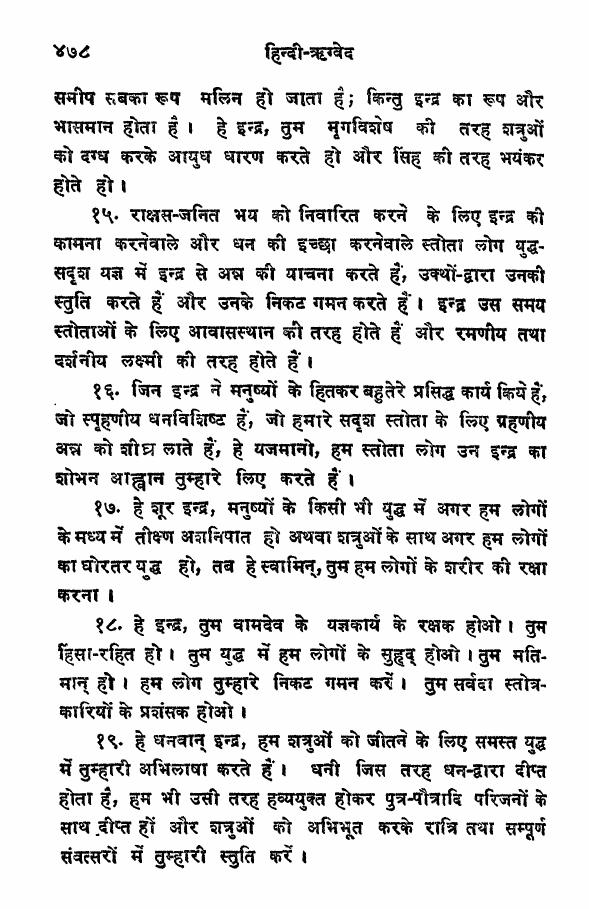 ४७८ हिन्दी-ऋग्वेद
समीप सबका रूप मलिन हो जाता है; किन्तु इन्द्र का रूप और
भासमान होता है। हे इन्द्र, तुम मृगविशेष की तरह शत्रुओं
को दग्ध करके आयुध धारण करते हो और सिंह की तरह भयंकर
होते हो।
१५. राक्षस-जनित भय को निवारित करने के लिए इन्द्र की
कामना करनेवाले और धन की इच्छा करनेवाले स्तोता लोग युद्ध-
सदृश यज्ञ में इन्द्र से अन्न की याचना करते हैं, उक्थों-द्वारा उनकी
स्तुति करते हैं और उनके निकट गमन करते हैं। इन्द्र उस समय
स्तोताओं के लिए आवासस्थान की तरह होते हैं और रमणीय तथा
दर्शनीय लक्ष्मी की तरह होते हैं।
१६. जिन इन्द्र ने मनुष्यों के हितकर बहुतेरे प्रसिद्ध कार्य किये हैं,
जो स्पृहणीय धनविशिष्ट हैं, जो हमारे सदृश स्तोता के लिए ग्रहणीय
अन्न को शीघ्र लाते हैं, हे यजमानो, हम स्तोता लोग उन इन्द्र का
शोभन आह्वान तुम्हारे लिए करते हैं।
१७. हे शूर इन्द्र, मनुष्यों के किसी भी युद्ध में अगर हम लोगों
के मध्य में तीक्ष्ण अशनिपात हो अथवा शत्रुओं के साथ अगर हम लोगों
का घोरतर युद्ध हो, तब हे स्वामिन्, तुम हम लोगों के शरीर की रक्षा
करना।
१८. हे इन्द्र, तुम वामदेव के यज्ञकार्य के रक्षक होओ। तुम
हिंसा-रहित हो। तुम युद्ध में हम लोगों के सुहृद् होओ। तुम मति-
मान् हो। हम लोग तुम्हारे निकट गमन करें। तुम सर्वदा स्तोत्र-
कारियों के प्रशंसक होओ।
१९. हे धनवान् इन्द्र, हम शत्रुओं को जीतने के लिए समस्त युद्ध
में तुम्हारी अभिलाषा करते हैं। धनी जिस तरह धन-द्वारा दीप्त
होता है, हम भी उसी तरह हव्ययुक्त होकर पुत्र-पौत्रादि परिजनों के
साथ दीप्त हों और शत्रुओं को अभिभूत करके रात्रि तथा सम्पूर्ण
संवत्सरों में तुम्हारी स्तुति करें।